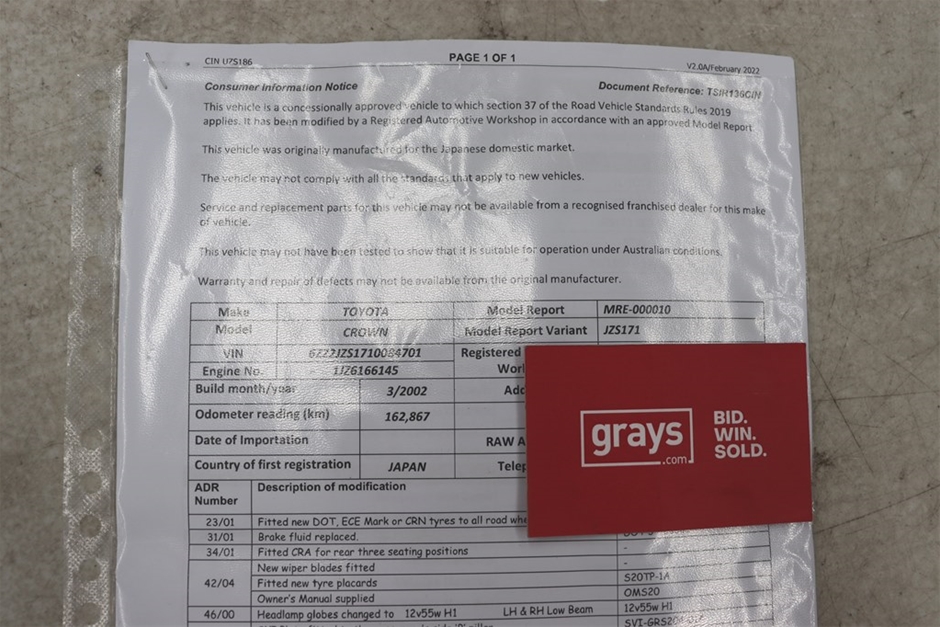 CIN UZS186
PAGE 1 OF 1
V2.0A/February 2022
Consumer Information Notice
Document Reference: TSIR136CIN
This vehicle is a concessionally approved vehicle to which section 37 of the Road Vehicle Standards Rules 2019
applies. It has been modified by a Registered Automotive Workshop in accordance with an approved Model Report
This vehicle was originally manufactured for the Japanese domestic market.
The vehicle may not comply with all the standards that apply to new vehicles.
Service and replacement parts for this vehicle may not be available from a recognised franchised dealer for this make
of vehicle.
This vehicle may not have been tested to show that it is suitable for operation under Australian conditions.
Warranty and repair of defects may not be available from the original manufacturer.
Make TOYOTA Model Report MRE-000010
Model CROWN Model Report Variant JZS171
VIN 6ZZ2JZS1710084701 Registered
Engine No. 1JZ6166145 Work
Build month/year 3/2002 Add
Odometer reading (km) 162,867
Date of Importation RAW A
Country of first registration JAPAN Telep
ADR Number Description of modification
23/01 Fitted new DOT, ECE Mark or CRN tyres to all road whe
31/01 Brake fluid replaced.
34/01 Fitted CRA for rear three seating positions -
42/04 New wiper blades fitted -
Fitted new tyre placards S20TP-1A
Owner's Manual supplied OMS20
46/00 Headlamp globes changed to 12v55w H1 LH & RH Low Beam 12v55w H1
grays
.com
BID.
WIN.
SOLD.